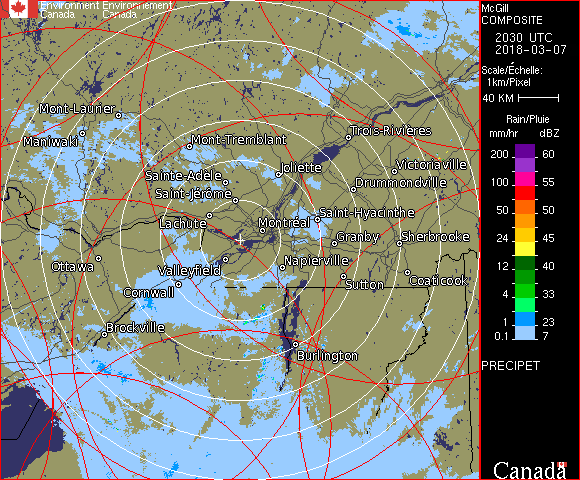 Environment Environnement
Canada Canada
McGill
COMPOSITE
2030 UTC
2018-03-07
Scale/Échelle:
1km/Pixel
40 KM
Rain/Pluie
mm/hr dBZ
200 60
100 55
50 50
24 45
12 40
4 33
2 30
0.1 7
1 23
PRECIPET
Canada
Mont-Laurier
Maniwaki
Mont-Tremblant
Trois-Rivières
Joliette
Victoriaville
Sainte-Adèle
Drummondville
Saint-Jérôme
Saint-Hyacinthe
Lachute
Montréal
Granby
Sherbrooke
Ottawa
Valleyfield
Napierville
Sutton
Coaticook
Cornwall
Brockville
Burlington